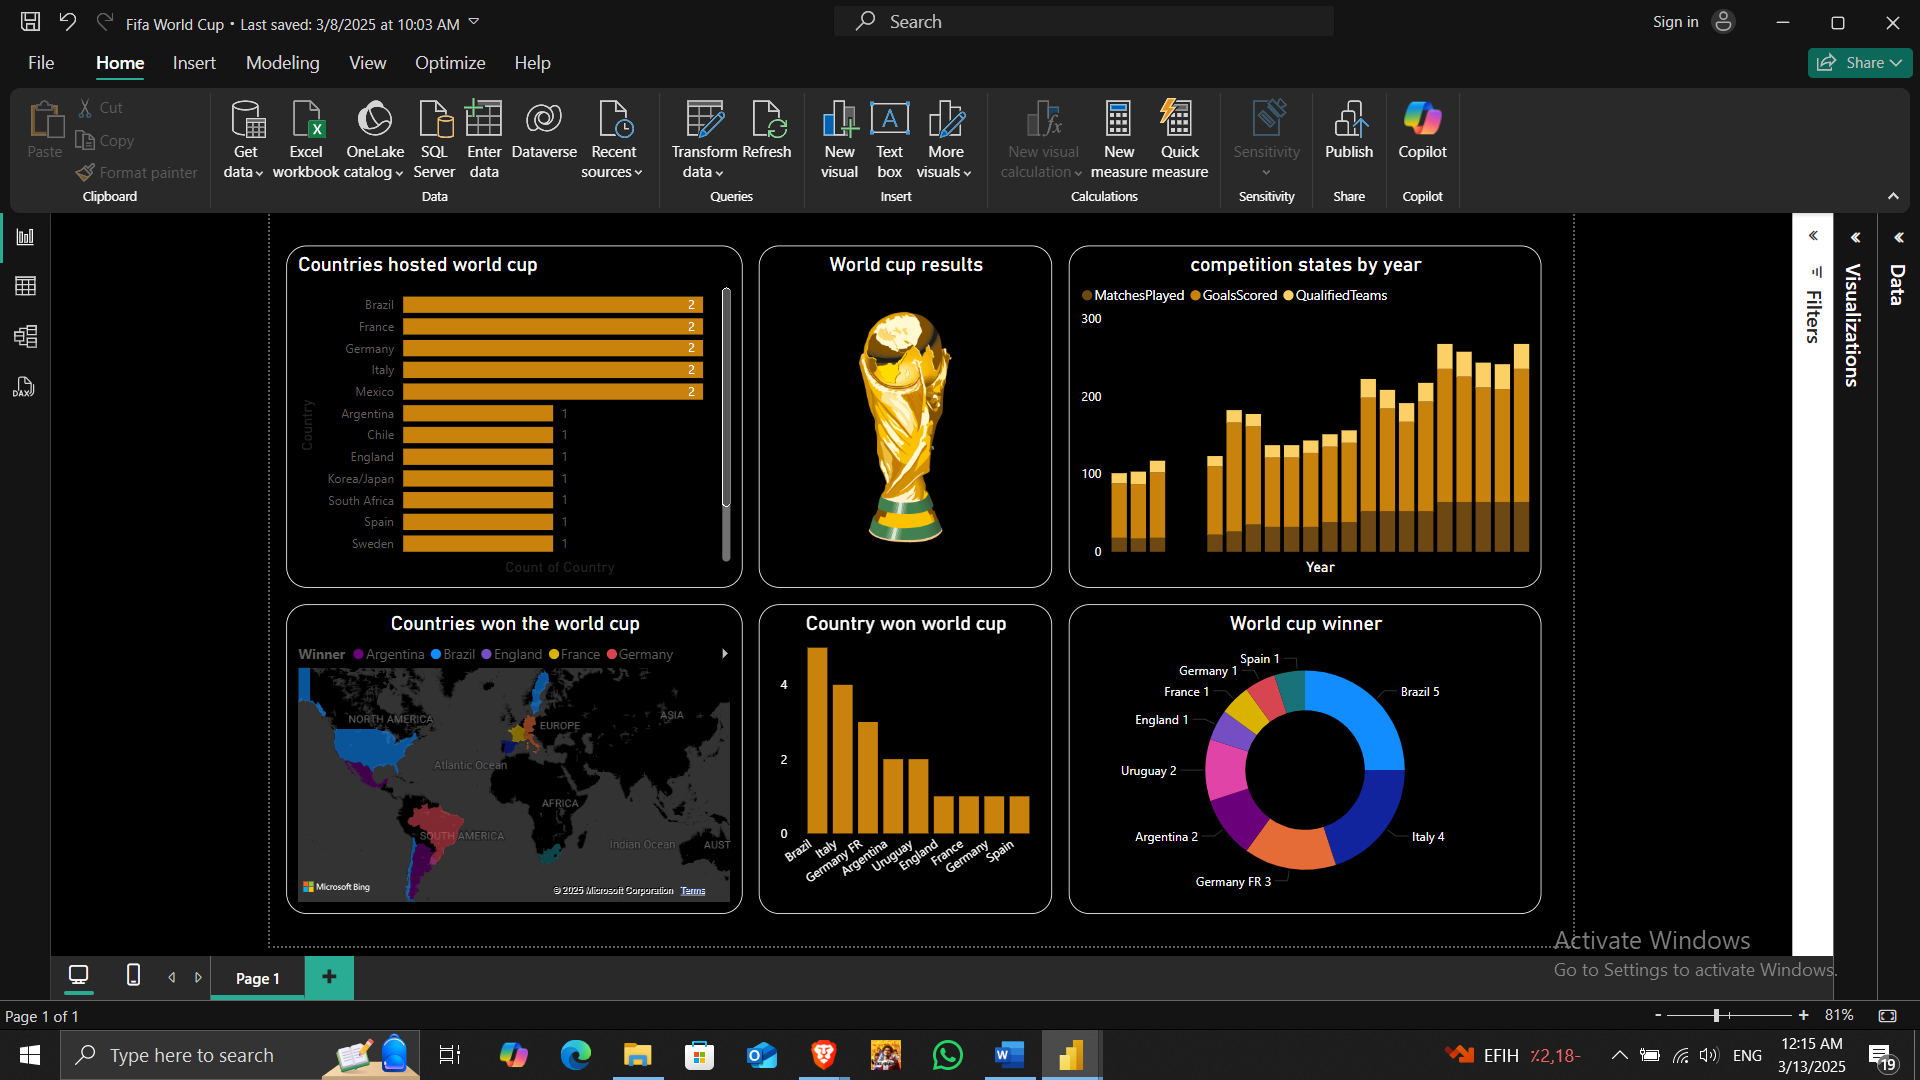 Fifa World Cup • Last saved: 3/8/2025 at 10:03 AM
Search
Sign in
File
Home
Insert
Modeling
View
Optimize
Help
Share
Paste
Cut
Copy
Format painter
Clipboard
Get data
Excel workbook
OneLake catalog
SQL Server
Enter data
Dataverse
Recent sources
Data
Transform data
Refresh
Queries
New visual
A
Text box
More visuals
Insert
New visual calculation
New measure
Quick measure
Calculations
Sensitivity
Sensitivity
Publish
Share
Copilot
Copilot
DAX
Filters
Visualizations
Data
Countries hosted world cup
Country
Brazil 2
France 2
Germany 2
Italy 2
Mexico 2
Argentina 1
Chile 1
England 1
Korea/Japan 1
South Africa 1
Spain 1
Sweden 1
Count of Country
World cup results
competition states by year
MatchesPlayed GoalsScored QualifiedTeams
300
200
100
0
Year
Countries won the world cup
Winner Argentina Brazil England France Germany
NORTH AMERICA
EUROPE
ASIA
Atlantic Ocean
AFRICA
SOUTH AMERICA
Indian Ocean
AUST
Microsoft Bing
© 2025 Microsoft Corporation Terms
Country won world cup
4
2
0
Brazil
Italy
Germany FR
Argentina
Uruguay
England
France
Germany
Spain
World cup winner
Spain 1
Germany 1
France 1
England 1
Uruguay 2
Argentina 2
Germany FR 3
Italy 4
Brazil 5
Activate Windows
Go to Settings to activate Windows.
Page 1
+
Page 1 of 1
- + 81%
Type here to search
EFIH ٪2,18-
ENG
12:15 AM
3/13/2025
19